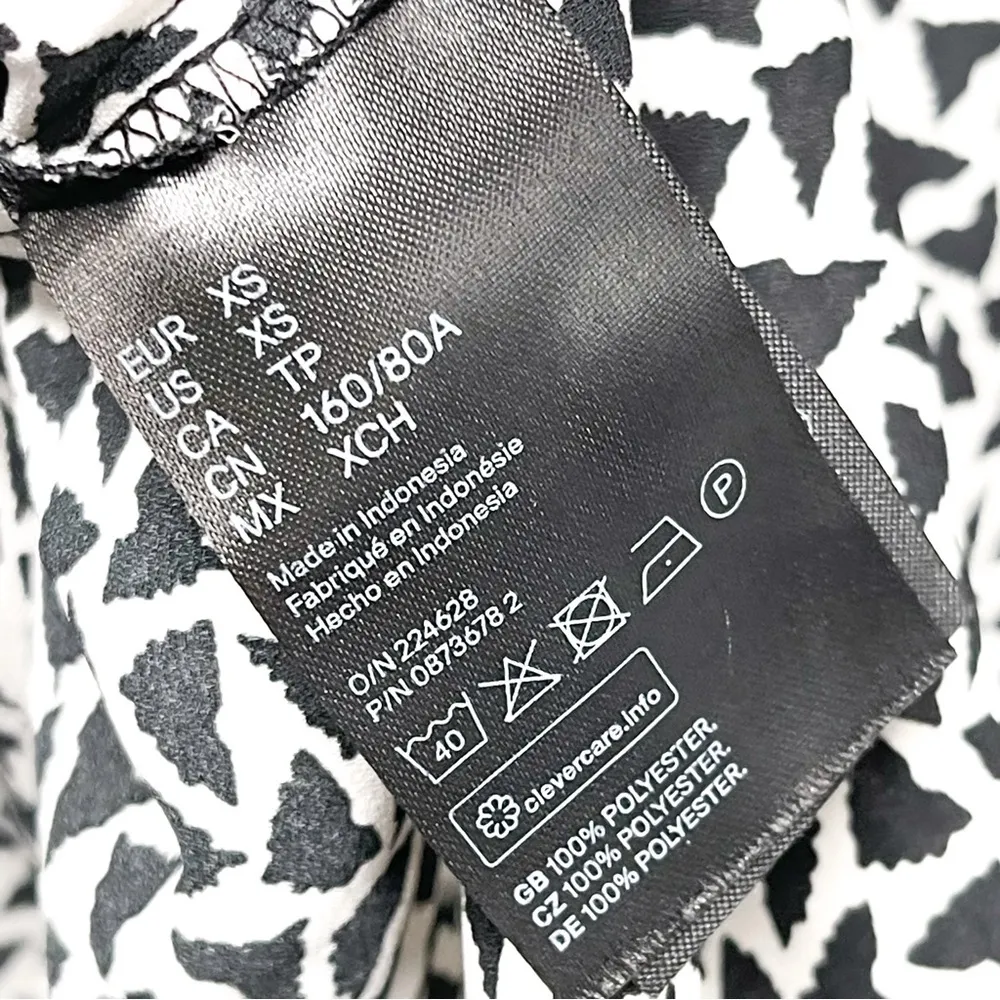 EUR XS
US XS
CA TP
CN 160/80A
MX XCH
Made in Indonesia
Fabriqué en Indonésie
Hecho en Indonesia
O/N 224628
P/N 0873678 2
40
P
clevercare.info
GB 100% POLYESTER.
CZ 100% POLYESTER.
DE 100% POLYESTER.